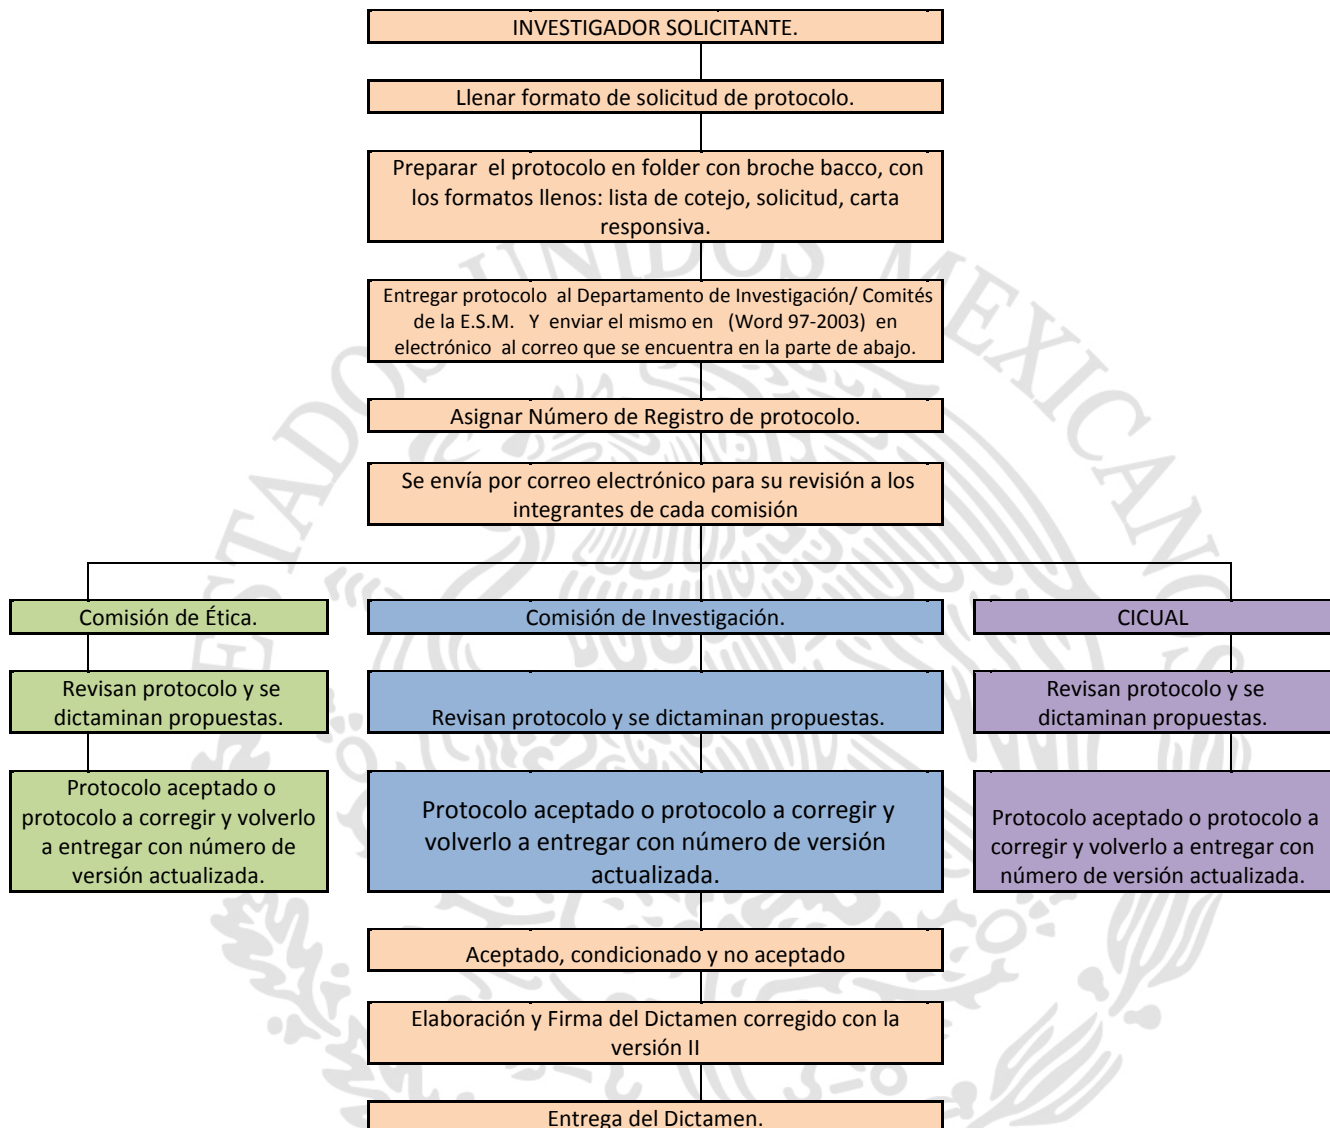 INVESTIGADOR SOLICITANTE.
Llenar formato de solicitud de protocolo.
Preparar el protocolo en folder con broche bacco, con
los formatos llenos: lista de cotejo, solicitud, carta
responsiva.
Entregar protocolo al Departamento de Investigación/ Comités
de la E.S.M. Y enviar el mismo en (Word 97-2003) en
electrónico al correo que se encuentra en la parte de abajo.
Asignar Número de Registro de protocolo.
Se envía por correo electrónico para su revisión a los
integrantes de cada comisión
Comisión de Ética.
Revisan protocolo y se
dictaminan propuestas.
Protocolo aceptado o
protocolo a corregir y volverlo
a entregar con número de
versión actualizada.
Comisión de Investigación.
Revisan protocolo y se dictaminan propuestas.
Protocolo aceptado o protocolo a corregir y
volverlo a entregar con número de versión
actualizada.
CICUAL
Revisan protocolo y se
dictaminan propuestas.
Protocolo aceptado o protocolo a
corregir y volverlo a entregar con
número de versión actualizada.
Aceptado, condicionado y no aceptado
Elaboración y Firma del Dictamen corregido con la
versión II
Entrega del Dictamen.
ESTADOS UNIDOS MEXICANOS